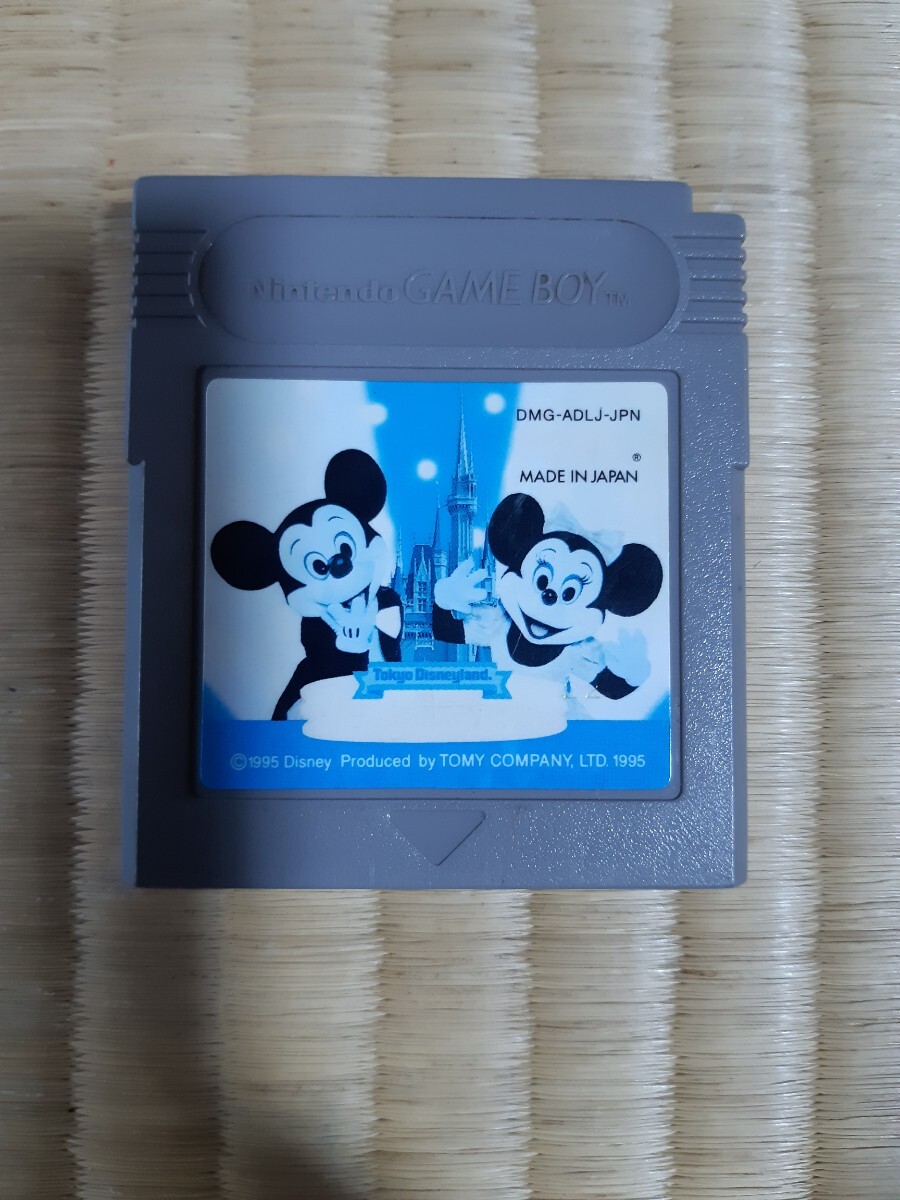 Nintendo GAME BOY TM
DMG-ADLJ-JPN
®
MADE IN JAPAN
Tokyo Disneyland.
©1995 Disney Produced by TOMY COMPANY, LTD. 1995